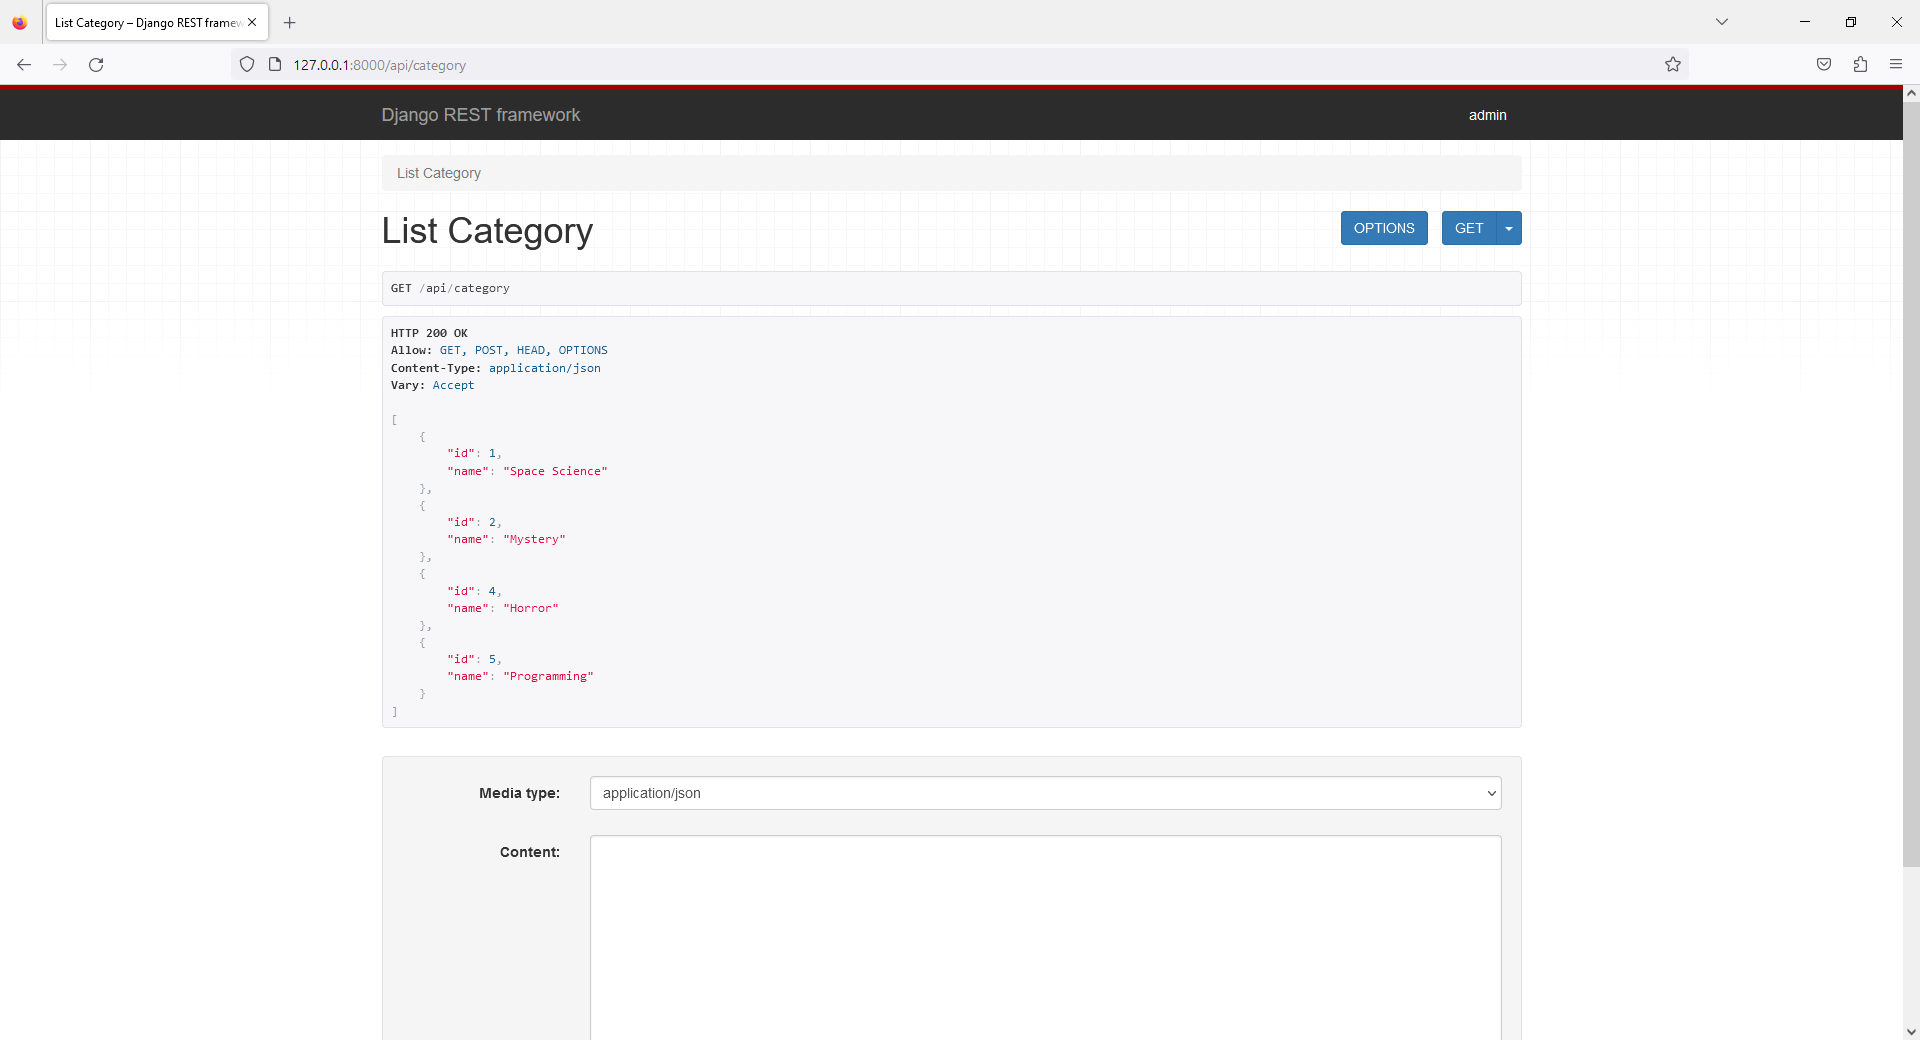 List Category – Django REST framew
127.0.0.1:8000/api/category
Django REST framework
admin
List Category
List Category
OPTIONS
GET
GET /api/category
HTTP 200 OK
Allow: GET, POST, HEAD, OPTIONS
Content-Type: application/json
Vary: Accept
[
    {
        "id": 1,
        "name": "Space Science"
    },
    {
        "id": 2,
        "name": "Mystery"
    },
    {
        "id": 4,
        "name": "Horror"
    },
    {
        "id": 5,
        "name": "Programming"
    }
]
Media type:
application/json
Content: